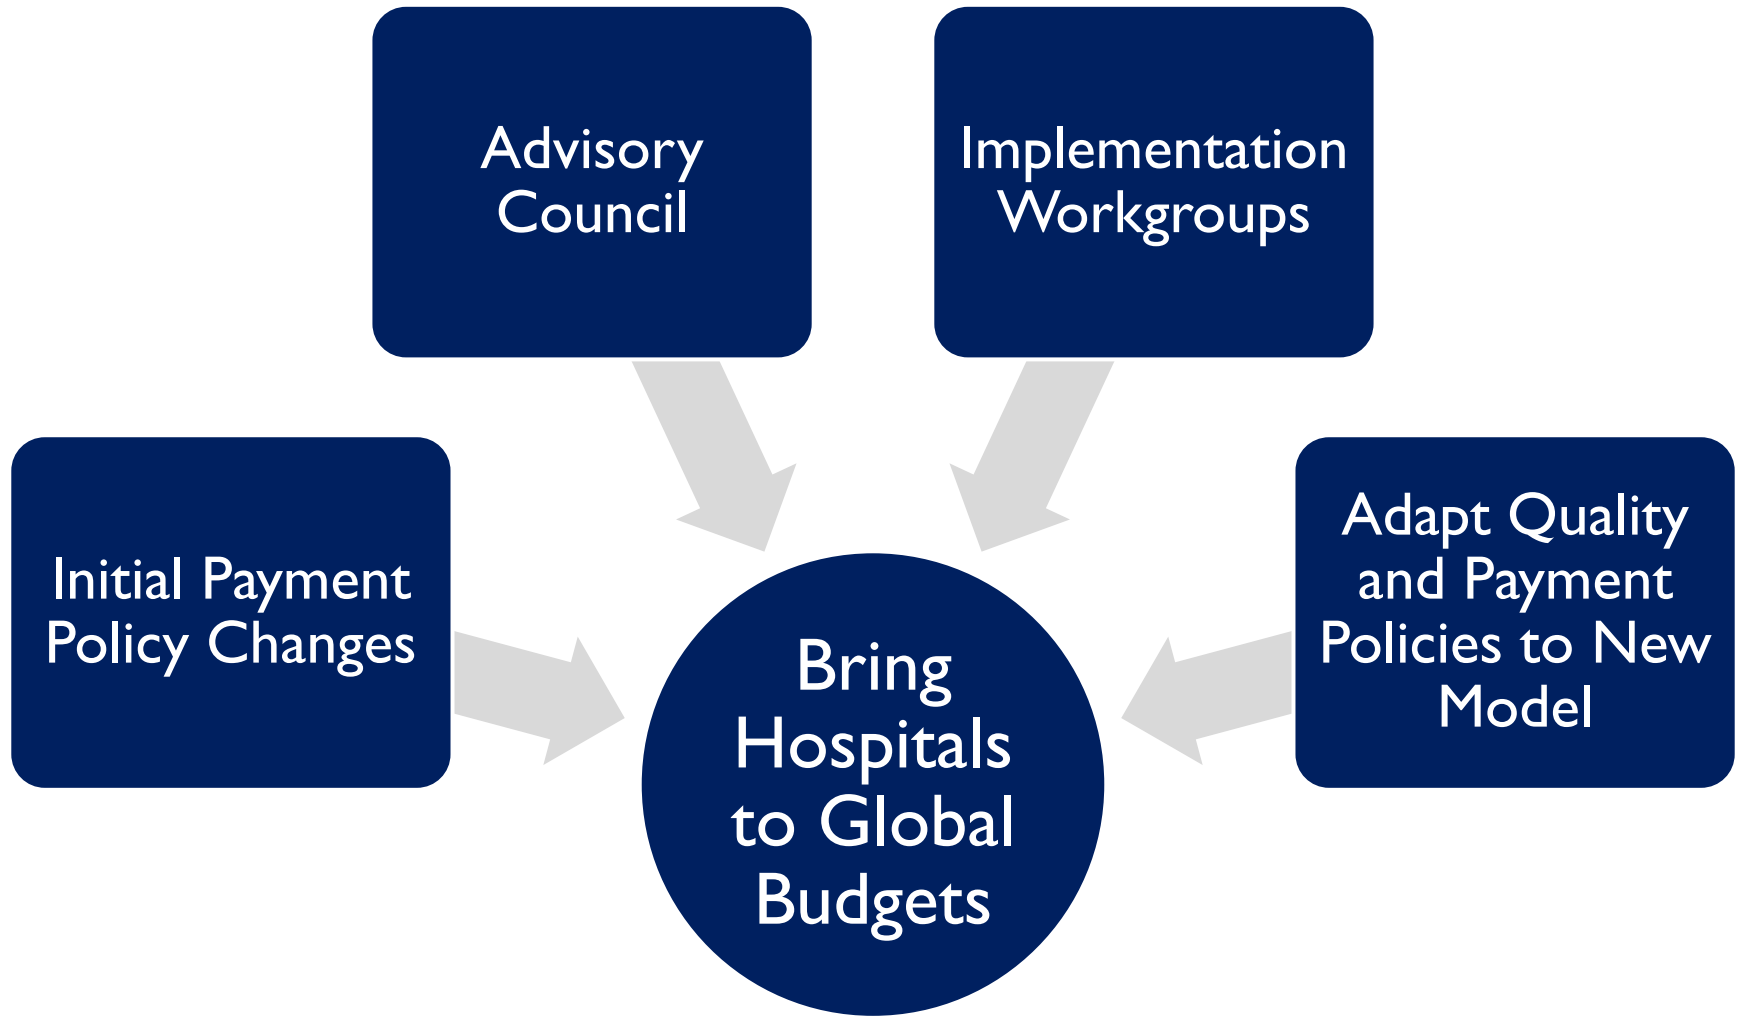 Advisory
Council
Implementation
Workgroups
Initial Payment
Policy Changes
Adapt Quality
and Payment
Policies to New
Model
Bring
Hospitals
to Global
Budgets